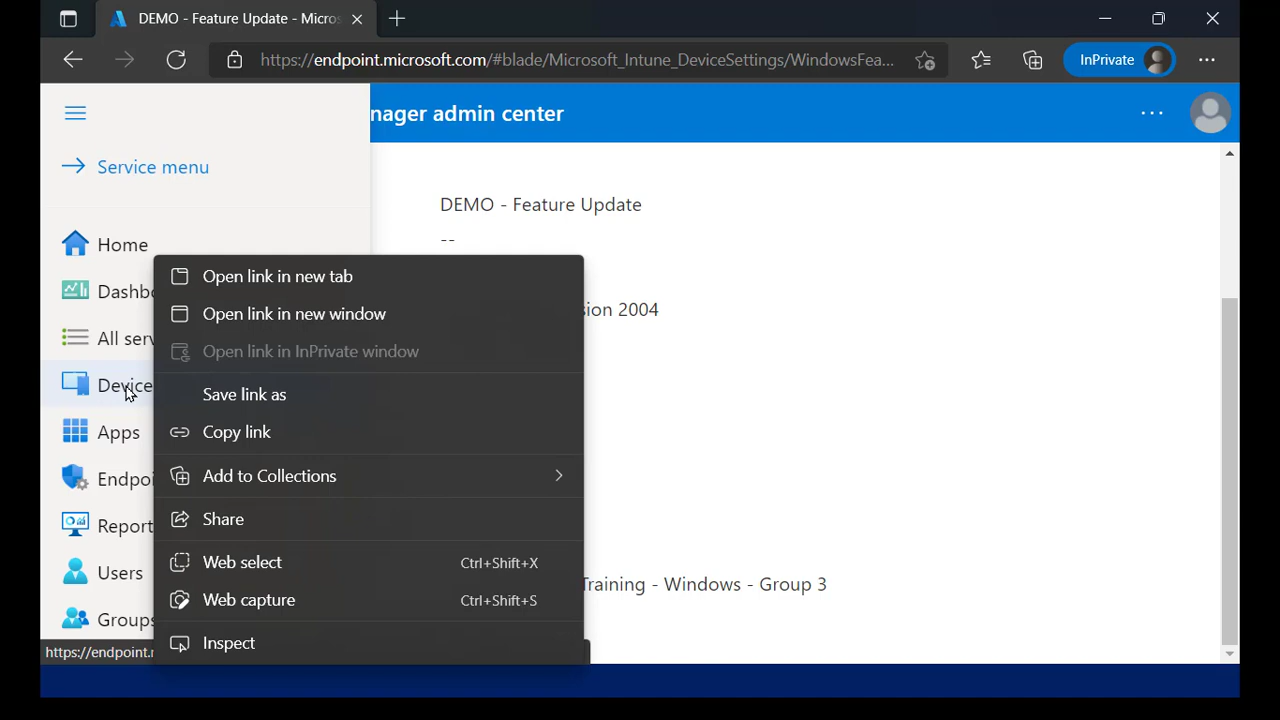 DEMO - Feature Update - Micros
https://endpoint.microsoft.com/#blade/Microsoft_Intune_DeviceSettings/WindowsFea...
InPrivate
nager admin center
Service menu
DEMO - Feature Update
--
Home
Open link in new tab
Dashbo
Open link in new window
sion 2004
All serv
Open link in InPrivate window
Device
Save link as
Apps
Copy link
Endpoi
Add to Collections
Report
Share
Users
Web select Ctrl+Shift+X
Training - Windows - Group 3
Web capture Ctrl+Shift+S
Groups
Inspect
https://endpoint.